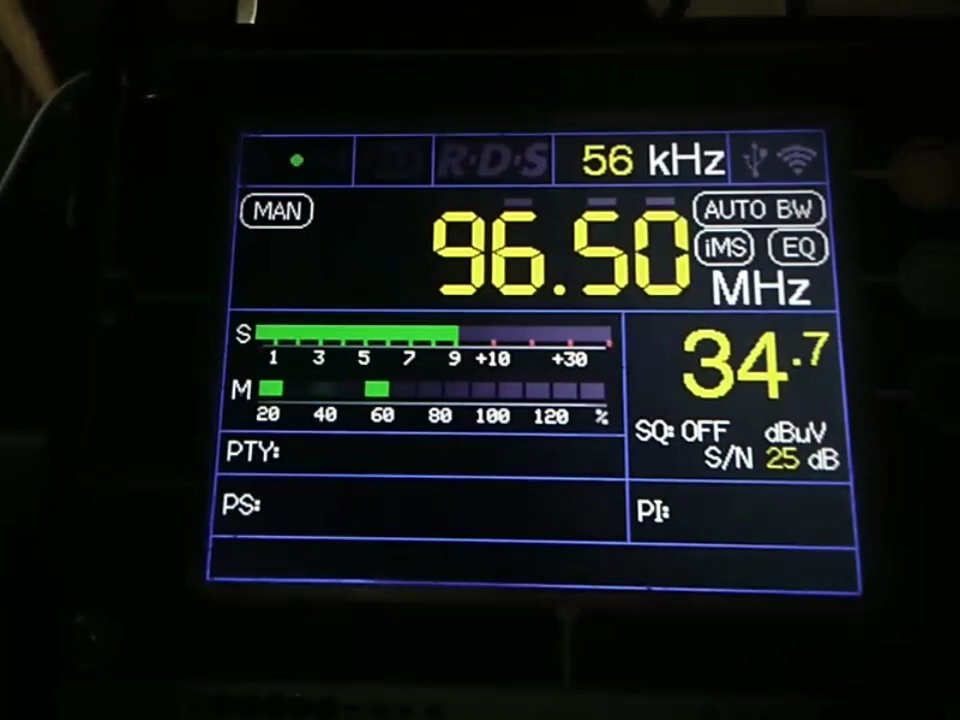 R·D·S 56 kHz
MAN 96.50 AUTO BW
iMS EQ
MHz
S 1 3 5 7 9 +10 +30
34.7
M 20 40 60 80 100 120 %
SQ: OFF dBuV
S/N 25 dB
PTY:
PS: PI: